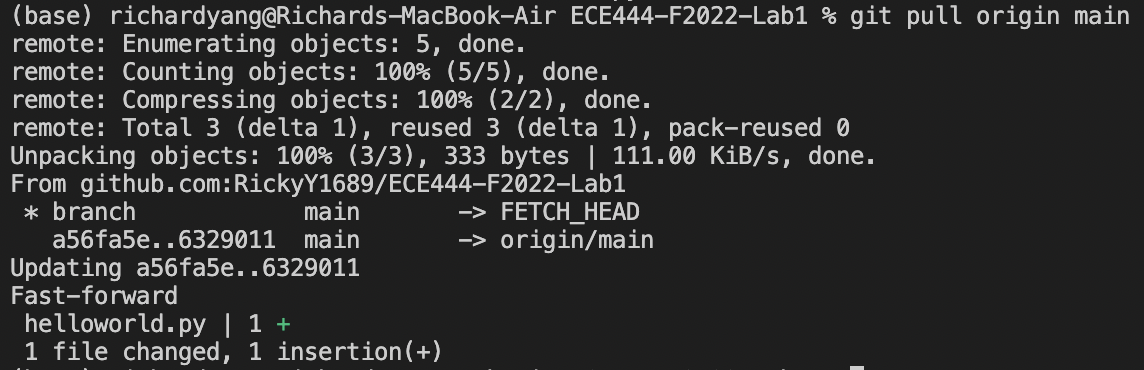 (base) richardyang@Richards-MacBook-Air ECE444-F2022-Lab1 % git pull origin main
remote: Enumerating objects: 5, done.
remote: Counting objects: 100% (5/5), done.
remote: Compressing objects: 100% (2/2), done.
remote: Total 3 (delta 1), reused 3 (delta 1), pack-reused 0
Unpacking objects: 100% (3/3), 333 bytes | 111.00 KiB/s, done.
From github.com:RickyY1689/ECE444-F2022-Lab1
 * branch            main       -> FETCH_HEAD
   a56fa5e..6329011  main       -> origin/main
Updating a56fa5e..6329011
Fast-forward
 helloworld.py | 1 +
 1 file changed, 1 insertion(+)